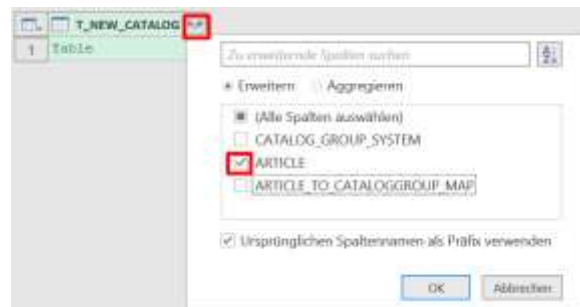 T_NEW_CATALOG
1 Table
Zu erweiternde Spalten suchen
Erweitern Aggregieren
(Alle Spalten auswählen)
CATALOG_GROUP_SYSTEM
ARTICLE
ARTICLE_TO_CATALOGGROUP_MAP
Ursprünglichen Spaltennamen als Präfix verwenden
OK Abbrechen